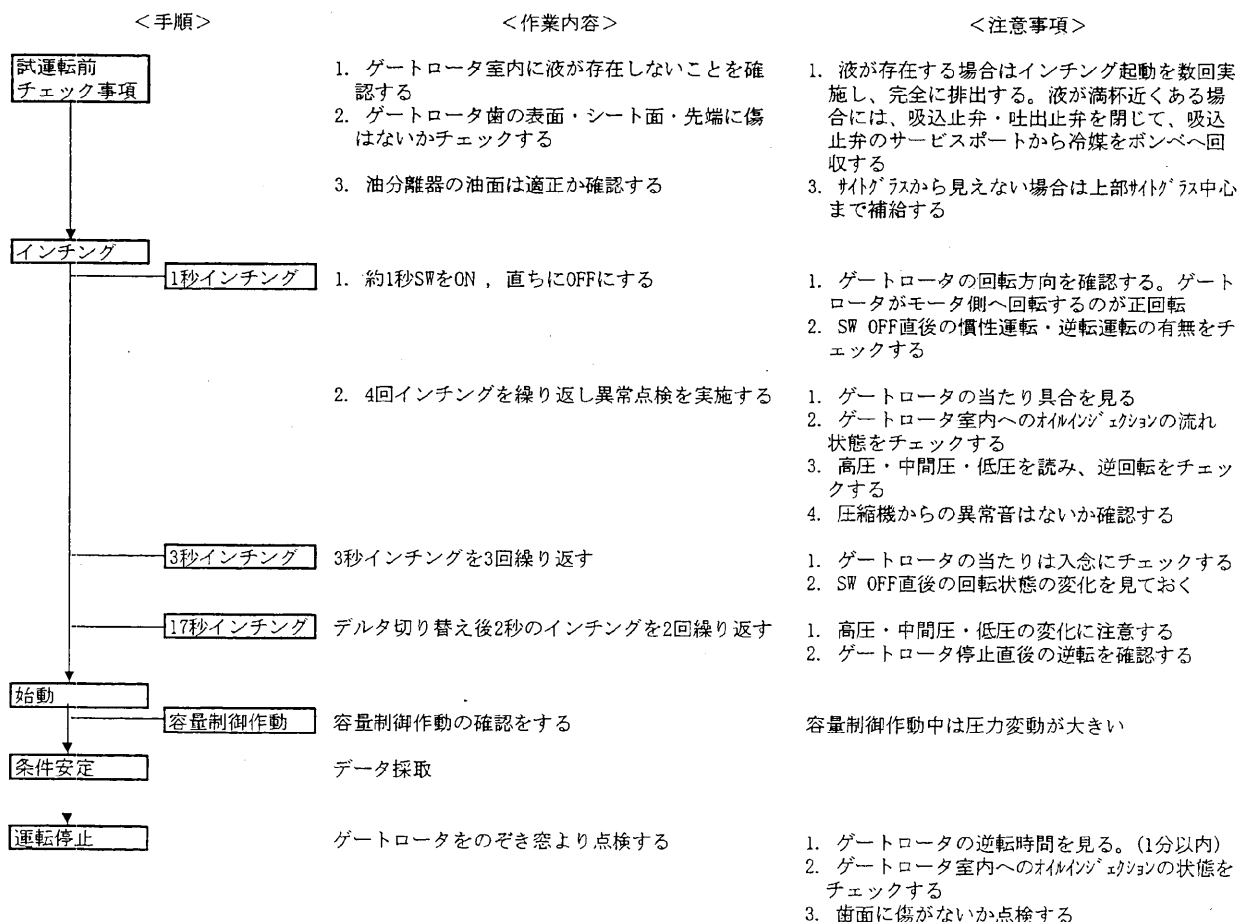 ＜手順＞
＜作業内容＞
＜注意事項＞
試運転前
チェック事項
1. ゲートロータ室内に液が存在しないことを確
認する
2. ゲートロータ歯の表面・シート面・先端に傷
はないかチェックする
3. 油分離器の油面は適正か確認する
1. 液が存在する場合はインチング起動を数回実
施し、完全に排出する。液が満杯近くある場
合には、吸込止弁・吐出止弁を閉じて、吸込
止弁のサービスポートから冷媒をボンベへ回
収する
3. ｻｲﾄｸﾞﾗｽから見えない場合は上部ｻｲﾄｸﾞﾗｽ中心
まで補給する
インチング
1秒インチング
1. 約1秒SWをON , 直ちにOFFにする
1. ゲートロータの回転方向を確認する。ゲート
ロータがモータ側へ回転するのが正回転
2. SW OFF直後の慣性運転・逆転運転の有無をチ
ェックする
2. 4回インチングを繰り返し異常点検を実施する
1. ゲートロータの当たり具合を見る
2. ゲートロータ室内へのｵｲﾙｲﾝｼﾞｪｸｼｮﾝの流れ
状態をチェックする
3. 高圧・中間圧・低圧を読み、逆回転をチェッ
クする
4. 圧縮機からの異常音はないか確認する
3秒インチング
3秒インチングを3回繰り返す
1. ゲートロータの当たりは入念にチェックする
2. SW OFF直後の回転状態の変化を見ておく
17秒インチング
デルタ切り替え後2秒のインチングを2回繰り返す
1. 高圧・中間圧・低圧の変化に注意する
2. ゲートロータ停止直後の逆転を確認する
始動
容量制御作動
容量制御作動の確認をする
容量制御作動中は圧力変動が大きい
条件安定
データ採取
運転停止
ゲートロータをのぞき窓より点検する
1. ゲートロータの逆転時間を見る。(1分以内)
2. ゲートロータ室内へのｵｲﾙｲﾝｼﾞｪｸｼｮﾝの状態を
チェックする
3. 歯面に傷がないか点検する